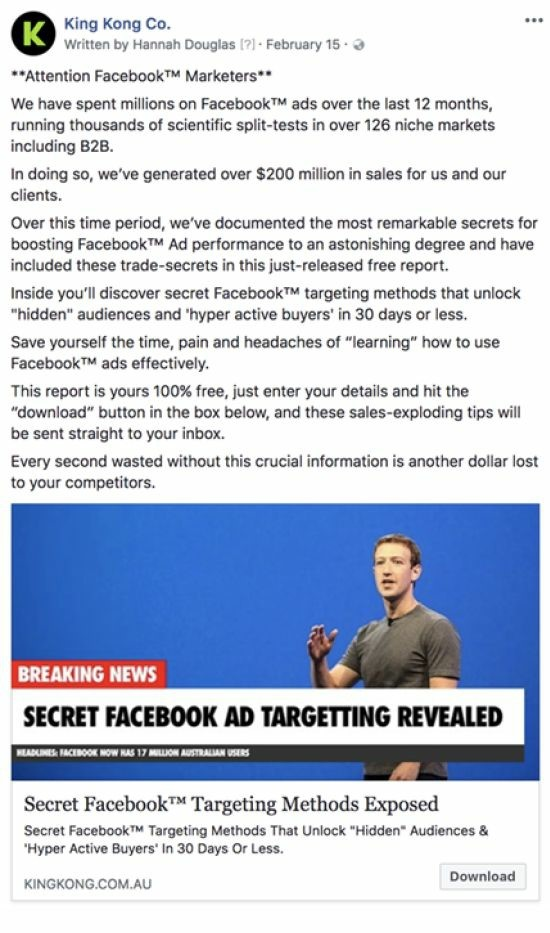 K
King Kong Co.
Written by Hannah Douglas [?] · February 15 ·
**Attention Facebook™ Marketers**
We have spent millions on Facebook™ ads over the last 12 months,
running thousands of scientific split-tests in over 126 niche markets
including B2B.
In doing so, we've generated over $200 million in sales for us and our
clients.
Over this time period, we've documented the most remarkable secrets for
boosting Facebook™ Ad performance to an astonishing degree and have
included these trade-secrets in this just-released free report.
Inside you'll discover secret Facebook™ targeting methods that unlock
"hidden" audiences and 'hyper active buyers' in 30 days or less.
Save yourself the time, pain and headaches of “learning” how to use
Facebook™ ads effectively.
This report is yours 100% free, just enter your details and hit the
“download” button in the box below, and these sales-exploding tips will
be sent straight to your inbox.
Every second wasted without this crucial information is another dollar lost
to your competitors.
BREAKING NEWS
SECRET FACEBOOK AD TARGETTING REVEALED
HEADLINES: FACEBOOK NOW HAS 17 MILLION AUSTRALIAN USERS
Secret Facebook™ Targeting Methods Exposed
Secret Facebook™ Targeting Methods That Unlock "Hidden" Audiences &
'Hyper Active Buyers' In 30 Days Or Less.
KINGKONG.COM.AU
Download